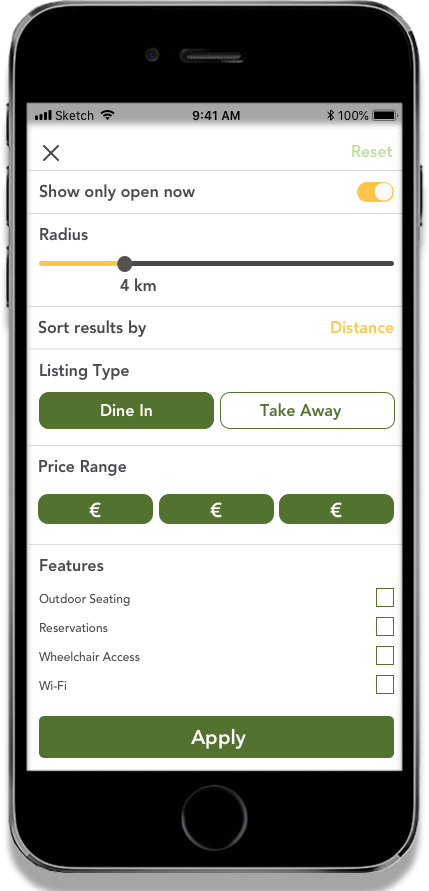 Sketch 9:41 AM 100%
Reset
Show only open now
Radius
4 km
Sort results by Distance
Listing Type
Dine In Take Away
Price Range
€ € €
Features
Outdoor Seating
Reservations
Wheelchair Access
Wi-Fi
Apply